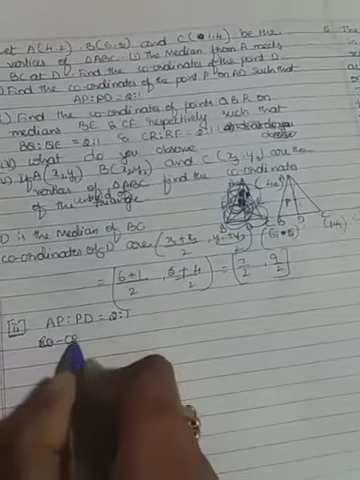 Let A(4,2), B(6,5) and C(1,4) be the
vertices of ΔABC. (i) The Median from A meets
BC at D. Find the co-ordinates of the point D.
Find the co-ordinates of the point P on AD such that
AP:PD = 2:1
Find the co-ordinates of points Q & R on
medians BE & CF respectively such that
BQ:QE = 2:1 & CR:RF = 2:1
(iv) what do you observe
(v) if A(x₁,y₁) B(x₂,y₂) and C(x₃,y₃) are the
vertices of ΔABC find the co-ordinates
of the centroid of triangle
D is the Median of BC
co-ordinates of D are (x₁+x₂/2, y₁+y₂/2)
= [6+1/2, 5+4/2] = [7/2, 9/2]
[ii] AP:PD = 2:1